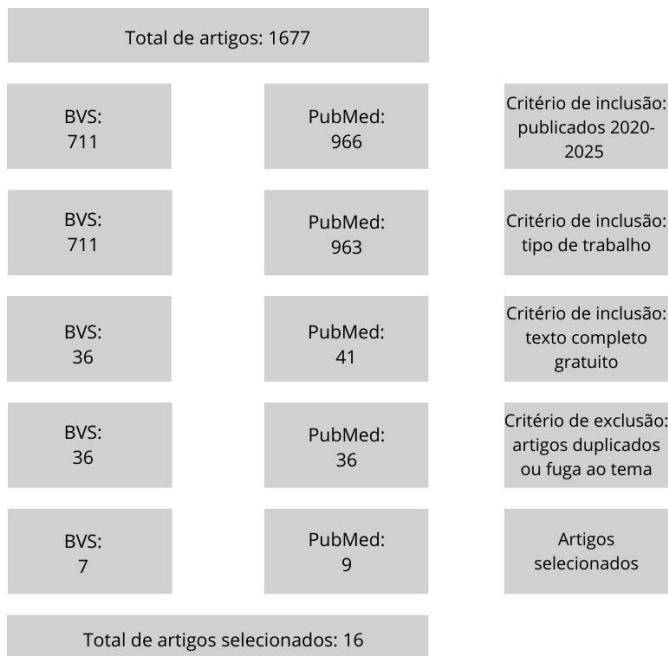 Total de artigos: 1677
BVS:
711
PubMed:
966
Critério de inclusão:
publicados 2020-
2025
BVS:
711
PubMed:
963
Critério de inclusão:
tipo de trabalho
BVS:
36
PubMed:
41
Critério de inclusão:
texto completo
gratuito
BVS:
36
PubMed:
36
Critério de exclusão:
artigos duplicados
ou fuga ao tema
BVS:
7
PubMed:
9
Artigos
selecionados
Total de artigos selecionados: 16